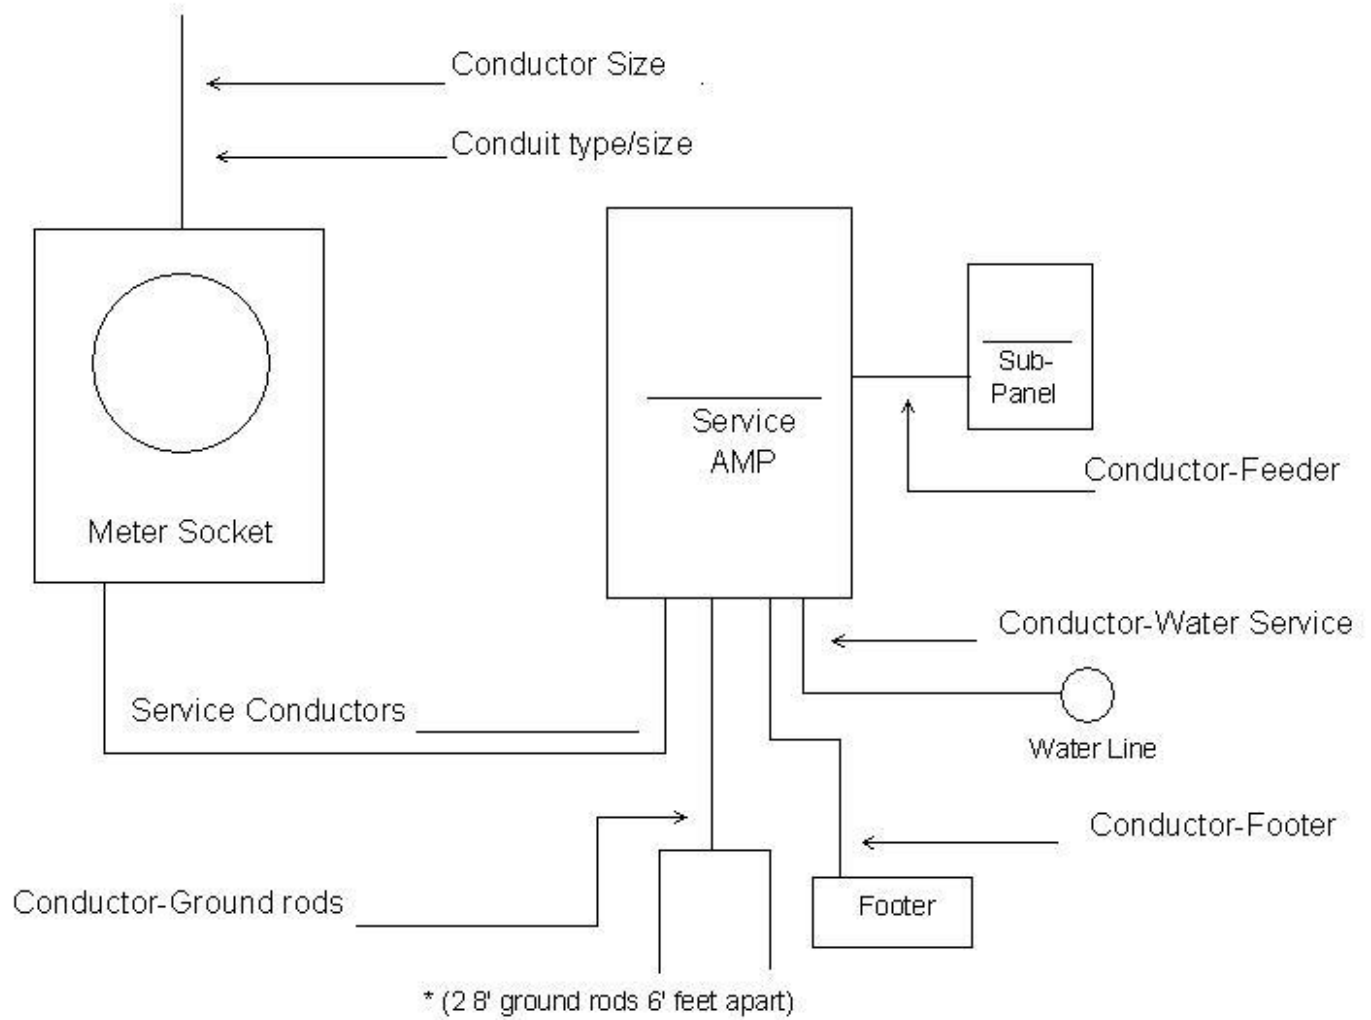 Conductor Size
Conduit type/size
Sub-
Panel
Service
AMP
Conductor-Feeder
Meter Socket
Conductor-Water Service
Service Conductors
Water Line
Conductor-Footer
Conductor-Ground rods
Footer
* (2 8' ground rods 6' feet apart)